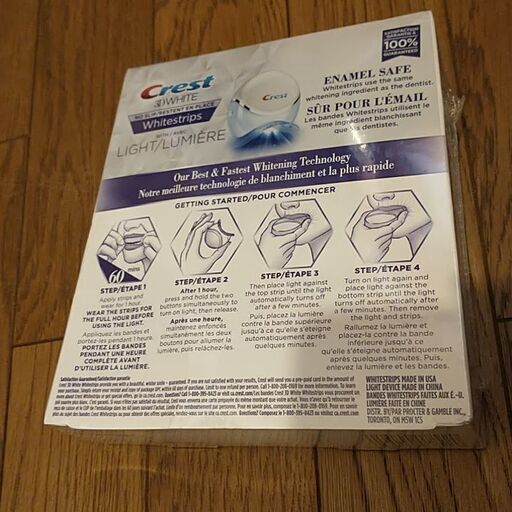 SATISFACTION
GUARANTEE
100%
GUARANTEED
Crest
3D WHITE
NO SLIP/RESTENT EN PLACE
Whitestrips
WITH / AVEC
LIGHT/LUMIÈRE
Crest
ENAMEL SAFE
Whitestrips use the same
whitening ingredient as the dentist.
SÛR POUR L'ÉMAIL
Les bandes Whitestrips utilisent le
même ingrédient blanchissant
que les dentistes.
Our Best & Fastest Whitening Technology
Notre meilleure technologie de blanchiment et la plus rapide
GETTING STARTED/POUR COMMENCER
60
mins
STEP/ÉTAPE 1
Apply strips and
wear for 1 hour.
WEAR THE STRIPS FOR
THE FULL HOUR BEFORE
USING THE LIGHT.
Appliquez les bandes et
portez-les pendant 1 heure.
PORTEZ LES BANDES
PENDANT UNE HEURE
COMPLÈTE AVANT
D'UTILISER LA LUMIÈRE.
STEP/ÉTAPE 2
After 1 hour,
press and hold the two
buttons simultaneously to
turn on light, then release.
Après une heure,
maintenez enfoncés
simultanément les deux
boutons pour allumer la
lumière, puis relâchez-les.
STEP/ÉTAPE 3
Then place light against
the top strip until the light
automatically turns off
after a few minutes.
Puis, placez la lumière
contre la bande supérieure
jusqu'à ce qu'elle s'éteigne
automatiquement après
quelques minutes.
STEP/ÉTAPE 4
Turn on light again and
place light against the
bottom strip until the light
turns off automatically after
a few minutes. Then remove
the light and strips.
Rallumez la lumière et
placez-la contre la bande
inférieure jusqu'à ce
qu'elle s'éteigne automatiquement
après quelques minutes. Puis,
enlevez la lumière et les bandes.
Satisfaction Guaranteed/Satisfaction garantie
WHITESTRIPS MADE IN USA
LIGHT DEVICE MADE IN CHINA
BANDES WHITESTRIPS FAITES AUX É.-U.
LUMIÈRE FAITE EN CHINE
DISTR. BY/PAR PROCTER & GAMBLE INC.,
TORONTO, ON M5W 1C5